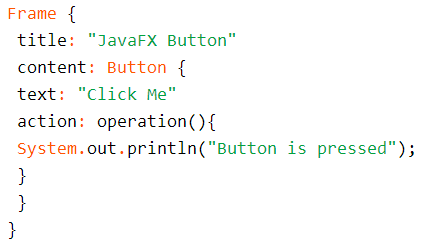 Frame {
title: "JavaFX Button"
content: Button {
text: "Click Me"
action: operation(){
System.out.println("Button is pressed");
}
}
}